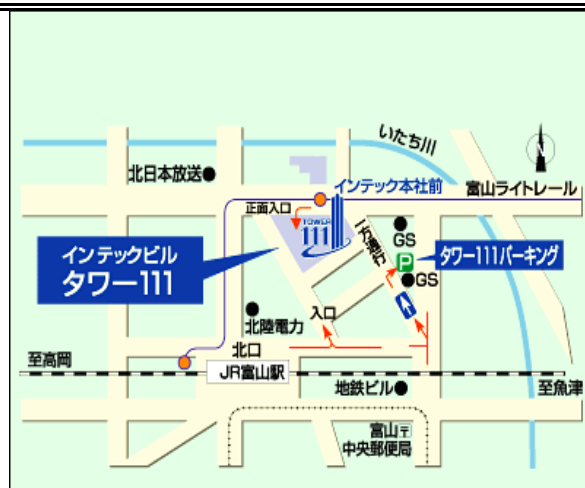 いたち川
北日本放送
インテック本社前
富山ライトレール
正面入口
TOWER
111
一方通行
GS
インテックビル
タワー111
P
タワー111パーキング
GS
入口
北陸電力
北口
至高岡
JR富山駅
地鉄ビル
至魚津
富山〒
中央郵便局